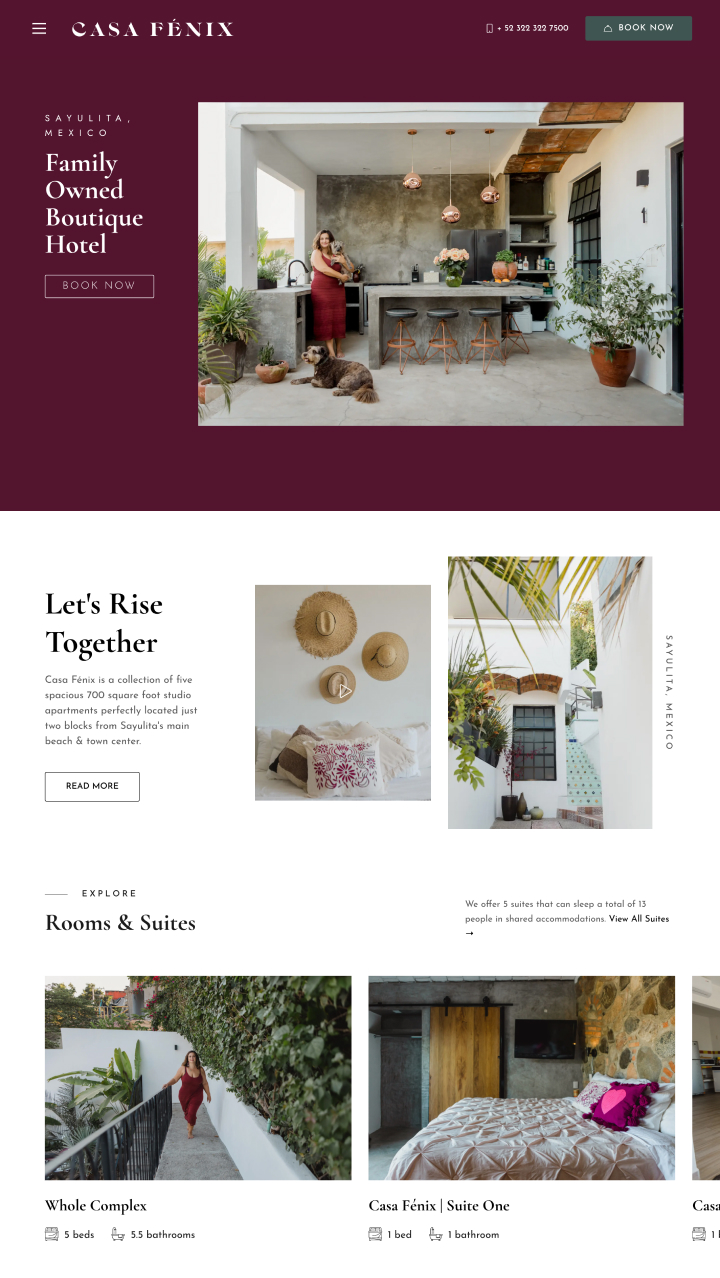 CASA FÉNIX
+ 52 322 322 7500
BOOK NOW
SAYULITA,
MEXICO
Family
Owned
Boutique
Hotel
BOOK NOW
Let's Rise
Together
Casa Fénix is a collection of five
spacious 700 square foot studio
apartments perfectly located just
two blocks from Sayulita's main
beach & town center.
READ MORE
SAYULITA, MEXICO
EXPLORE
Rooms & Suites
We offer 5 suites that can sleep a total of 13
people in shared accommodations. View All Suites
→
Whole Complex
5 beds
5.5 bathrooms
Casa Fénix | Suite One
1 bed
1 bathroom
Casa
1